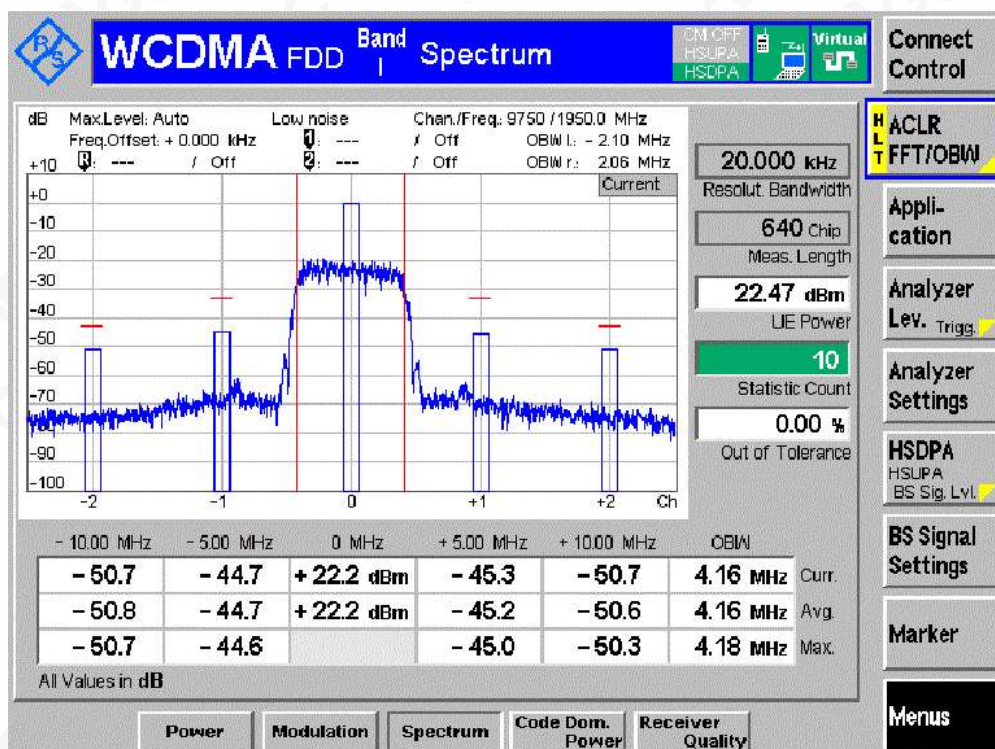 R&S
WCDMA FDD Band I Spectrum
CM OFF
HSUPA
HSDPA
Virtual
Connect Control
dB Max.Level: Auto Low noise Chan./Freq.: 9750 / 1950.0 MHz
Freq.Offset: + 0.000 kHz 1: --- / Off OBW l.: - 2.10 MHz
R: --- / Off 2: --- / Off OBW r.: 2.06 MHz
Current
+10
+0
-10
-20
-30
-40
-50
-60
-70
-80
-90
-100
-2 -1 0 +1 +2 Ch
20.000 kHz
Resolut. Bandwidth
640 Chip
Meas. Length
22.47 dBm
UE Power
10
Statistic Count
0.00 %
Out of Tolerance
- 10.00 MHz - 5.00 MHz 0 MHz + 5.00 MHz + 10.00 MHz OBW
- 50.7 - 44.7 + 22.2 dBm - 45.3 - 50.7 4.16 MHz Curr.
- 50.8 - 44.7 + 22.2 dBm - 45.2 - 50.6 4.16 MHz Avg.
- 50.7 - 44.6 - 45.0 - 50.3 4.18 MHz Max.
All Values in dB
HLT
ACLR
FFT/OBW
Appli-
cation
Analyzer
Lev. Trigg.
Analyzer
Settings
HSDPA
HSUPA
BS Sig. Lvl.
BS Signal
Settings
Marker
Menus
Power
Modulation
Spectrum
Code Dom.
Power
Receiver
Quality